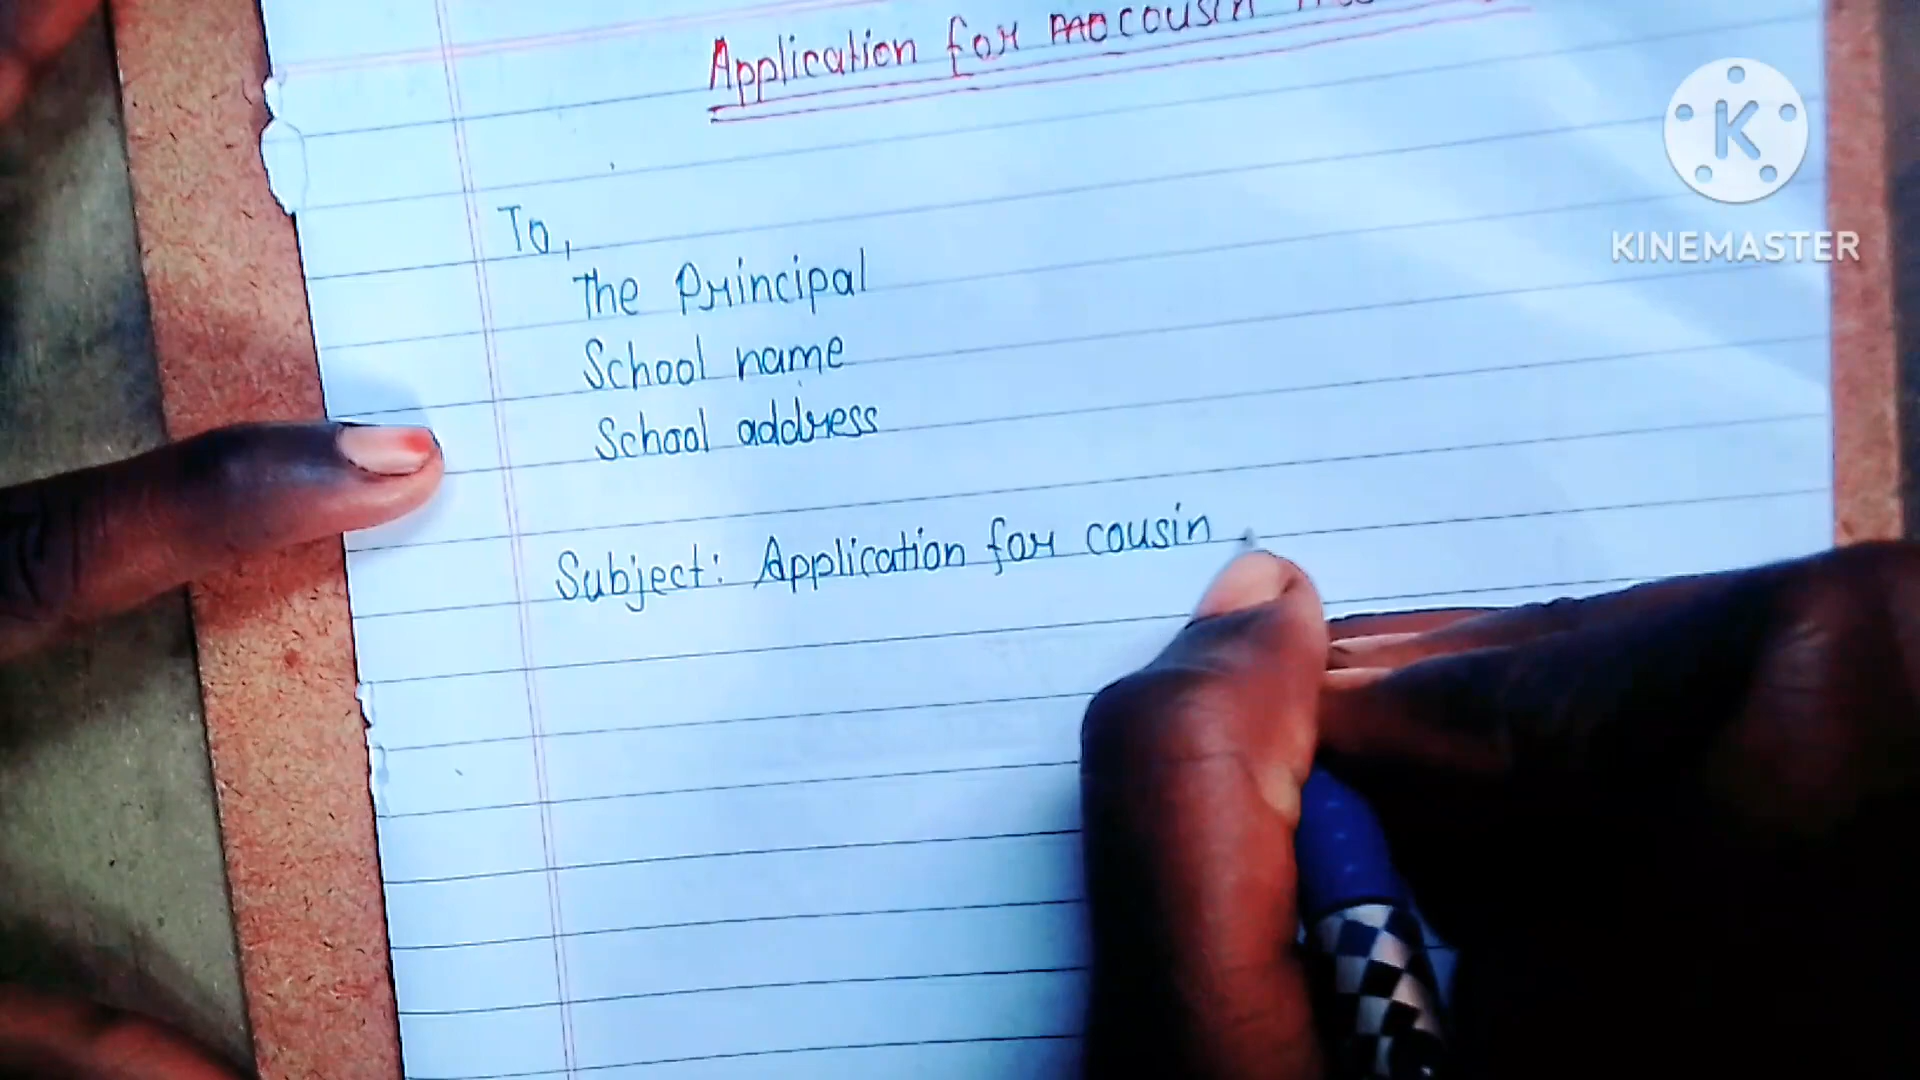 Application for cousin
To,
The Principal
School name
School address
Subject: Application for cousin
K
KINEMASTER